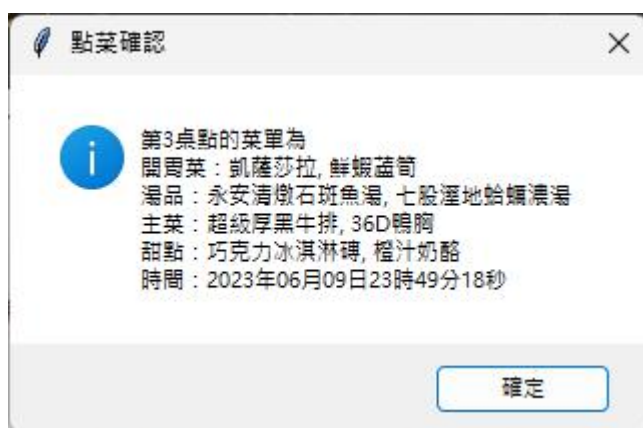 點菜確認
第3桌點的菜單為
開胃菜：凱薩莎拉, 鮮蝦蘆筍
湯品：永安清燉石斑魚湯, 七股溼地蛤蠣濃湯
主菜：超級厚黑牛排, 36D鴨胸
甜點：巧克力冰淇淋磚, 橙汁奶酪
時間：2023年06月09日23時49分18秒
確定